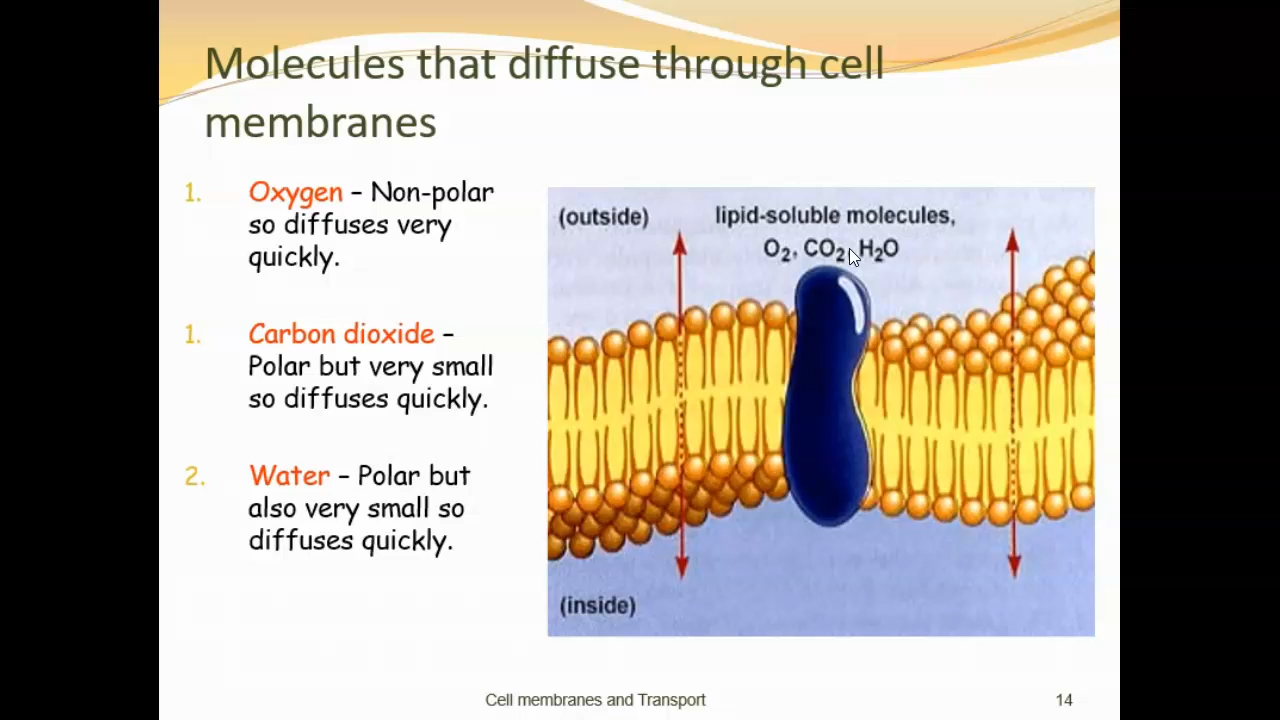 Molecules that diffuse through cell
membranes
1. Oxygen – Non-polar
so diffuses very
quickly.
1. Carbon dioxide –
Polar but very small
so diffuses quickly.
2. Water – Polar but
also very small so
diffuses quickly.
(outside)
lipid-soluble molecules,
O₂, CO₂, H₂O
(inside)
Cell membranes and Transport
14